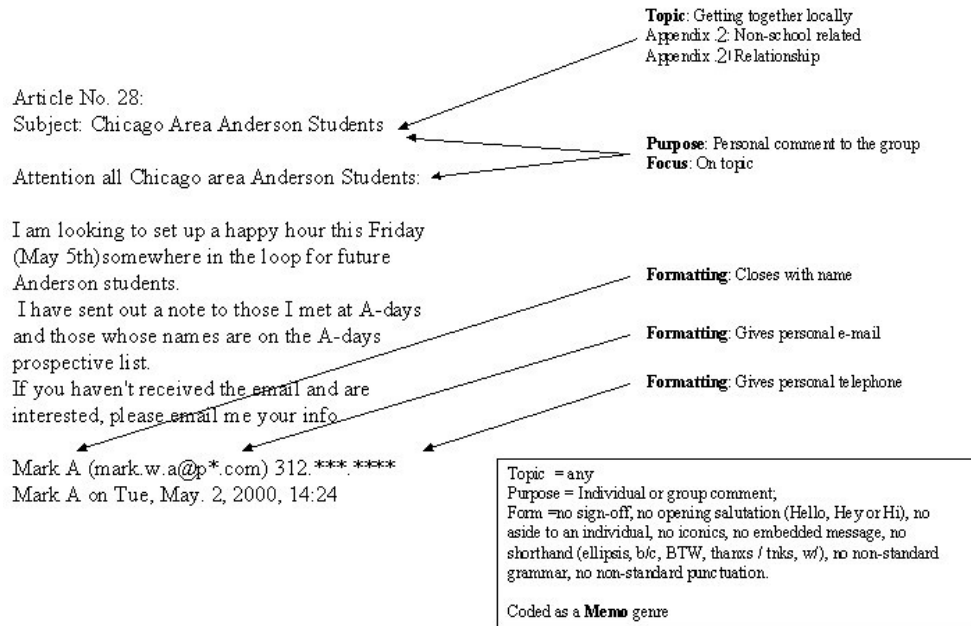 Topic: Getting together locally
Appendix .2: Non-school related
Appendix .2! Relationship
Article No. 28:
Subject: Chicago Area Anderson Students
Purpose: Personal comment to the group
Focus: On topic
Attention all Chicago area Anderson Students:
I am looking to set up a happy hour this Friday
(May 5th)somewhere in the loop for future
Anderson students.
I have sent out a note to those I met at A-days
and those whose names are on the A-days
prospective list.
If you haven't received the email and are
interested, please email me your info
Formatting: Closes with name
Formatting: Gives personal e-mail
Formatting: Gives personal telephone
Mark A (mark.w.a@p*.com) 312.***.****
Mark A on Tue, May. 2, 2000, 14:24
Topic = any
Purpose = Individual or group comment;
Form =no sign-off, no opening salutation (Hello, Hey or Hi), no
aside to an individual, no iconics, no embedded message, no
shorthand (ellipsis, b/c, BTW, thanxs / tnks, w/), no non-standard
grammar, no non-standard punctuation.
Coded as a Memo genre